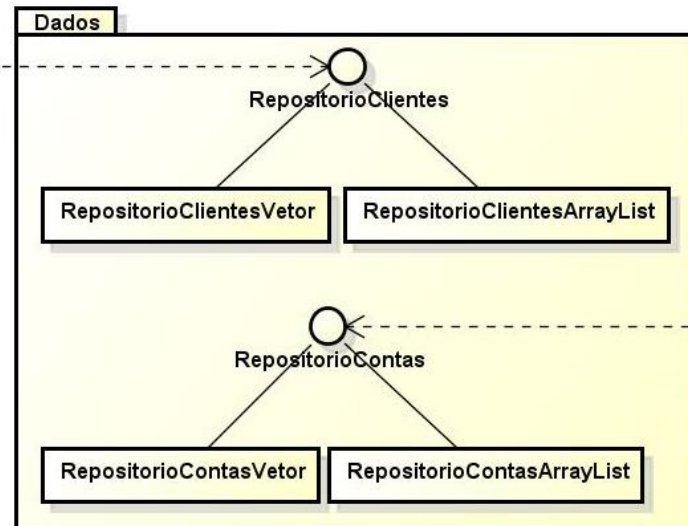 Dados
RepositorioClientes
RepositorioClientesVetor
RepositorioClientesArrayList
RepositorioContas
RepositorioContasVetor
RepositorioContasArrayList